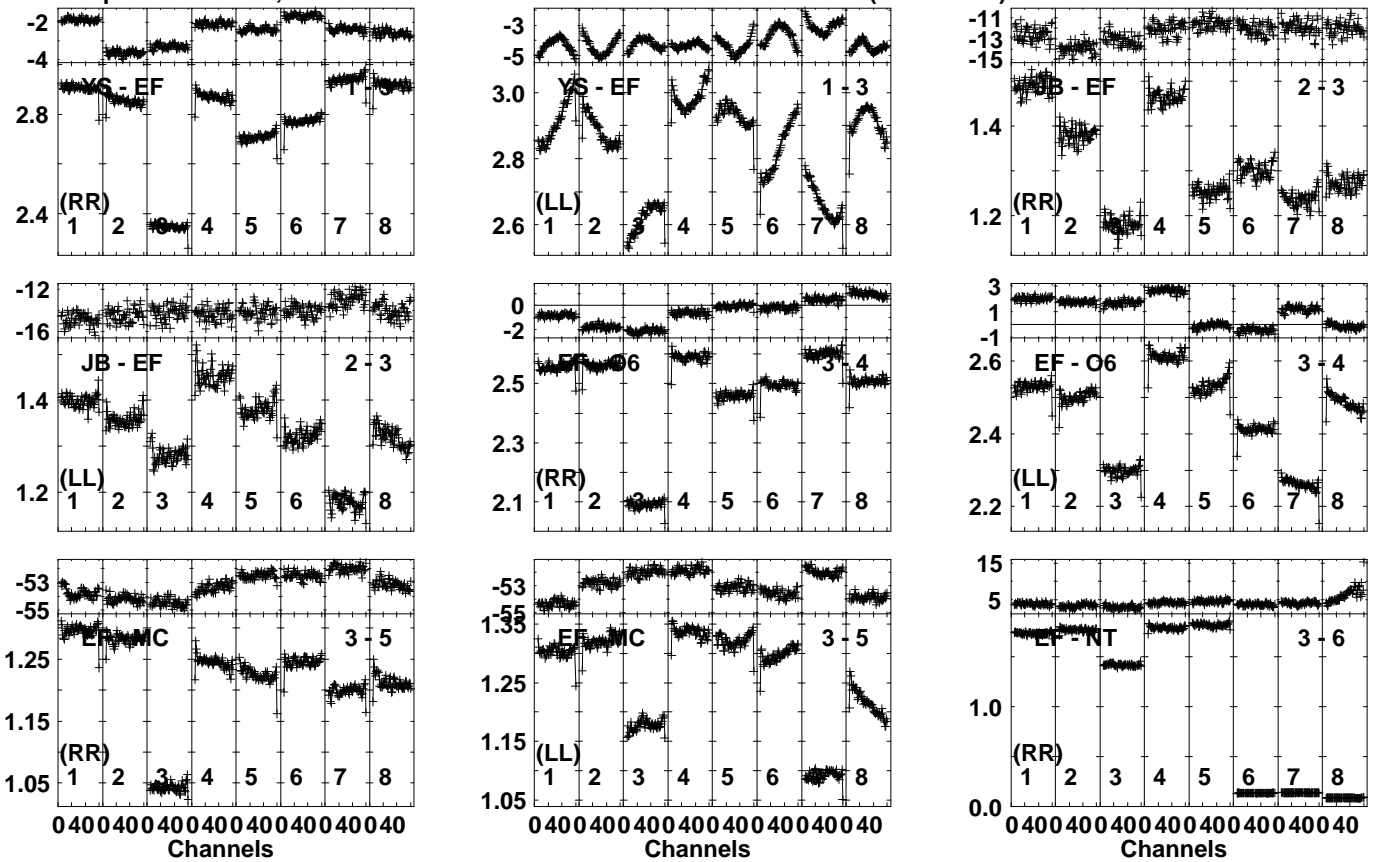 -2
-4
YS - EF 1 - 3
2.8
2.4
(RR)
1 2 3 4 5 6 7 8
-3
-5
YS - EF 1 - 3
3.0
2.8
2.6
(LL)
1 2 3 4 5 6 7 8
-11
-13
-15
JB - EF 2 - 3
1.4
1.2
(RR)
1 2 3 4 5 6 7 8
-12
-16
JB - EF 2 - 3
1.4
1.2
(LL)
1 2 3 4 5 6 7 8
0
-2
EF - O6 3 - 4
2.5
2.3
2.1
(RR)
1 2 3 4 5 6 7 8
3
1
-1
EF - O6 3 - 4
2.6
2.4
2.2
(LL)
1 2 3 4 5 6 7 8
-53
-55
EF - MC 3 - 5
1.25
1.15
1.05
(RR)
1 2 3 4 5 6 7 8
0 40 0 40 0 40 0 40 0 40 0 40 0 40 0 40
Channels
-53
-55
EF - MC 3 - 5
1.35
1.25
1.15
1.05
(LL)
1 2 3 4 5 6 7 8
0 40 0 40 0 40 0 40 0 40 0 40 0 40 0 40
Channels
15
5
EF - NT 3 - 6
1.0
0.0
(RR)
1 2 3 4 5 6 7 8
0 40 0 40 0 40 0 40 0 40 0 40 0 40 0 40
Channels